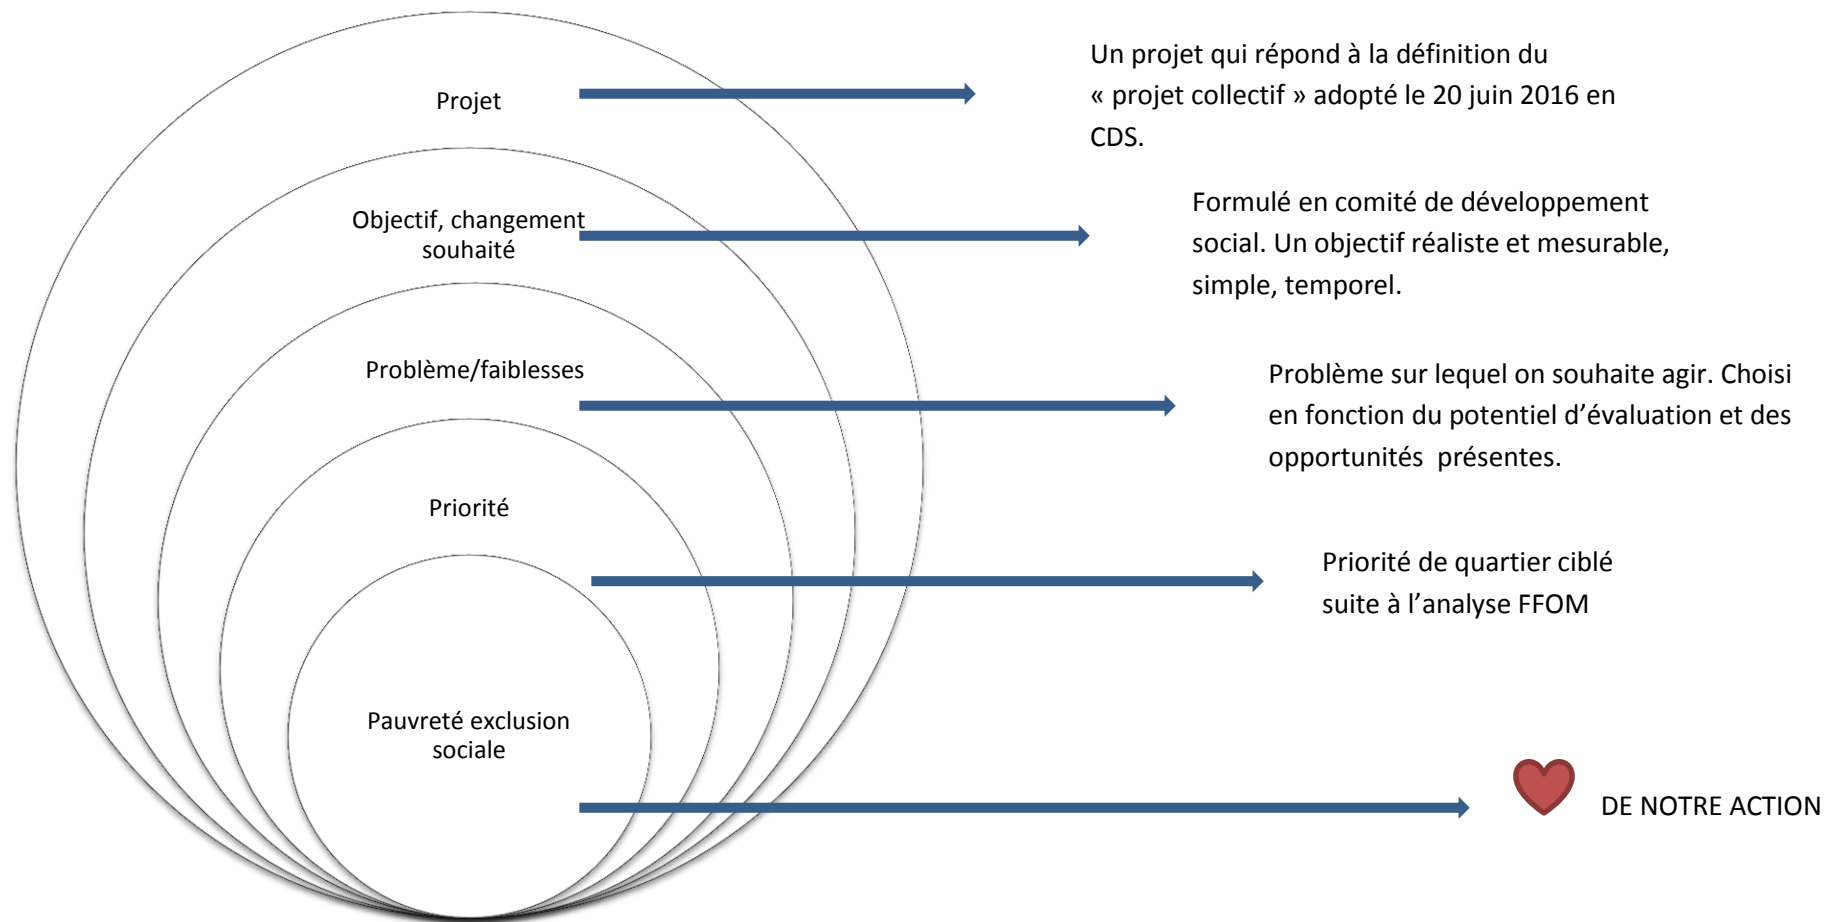 Projet
Un projet qui répond à la définition du
« projet collectif » adopté le 20 juin 2016 en
CDS.
Objectif, changement
souhaité
Formulé en comité de développement
social. Un objectif réaliste et mesurable,
simple, temporel.
Problème/faiblesses
Problème sur lequel on souhaite agir. Choisi
en fonction du potentiel d’évaluation et des
opportunités présentes.
Priorité
Priorité de quartier ciblé
suite à l’analyse FFOM
Pauvreté exclusion
sociale
DE NOTRE ACTION